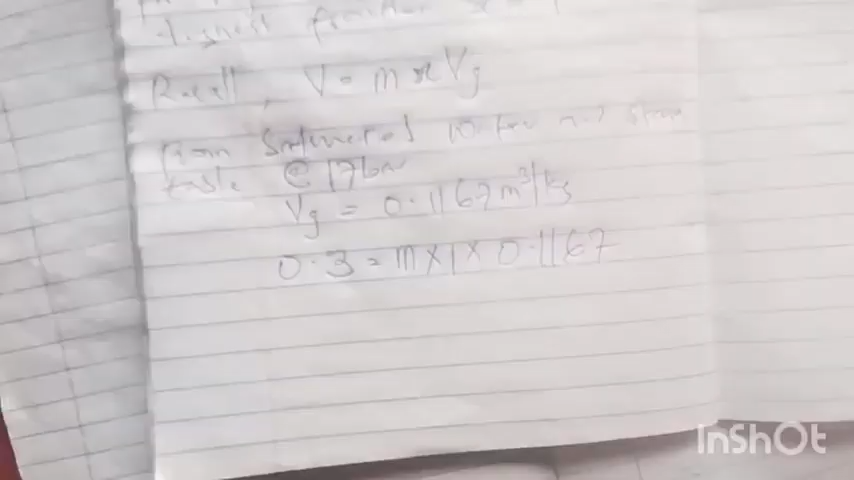 Recall, V = m x Vg
from Saturated water and steam
table @ 17bar
Vg = 0.1167 m³/kg
0.3 = m x 1 x 0.1167
InShOt